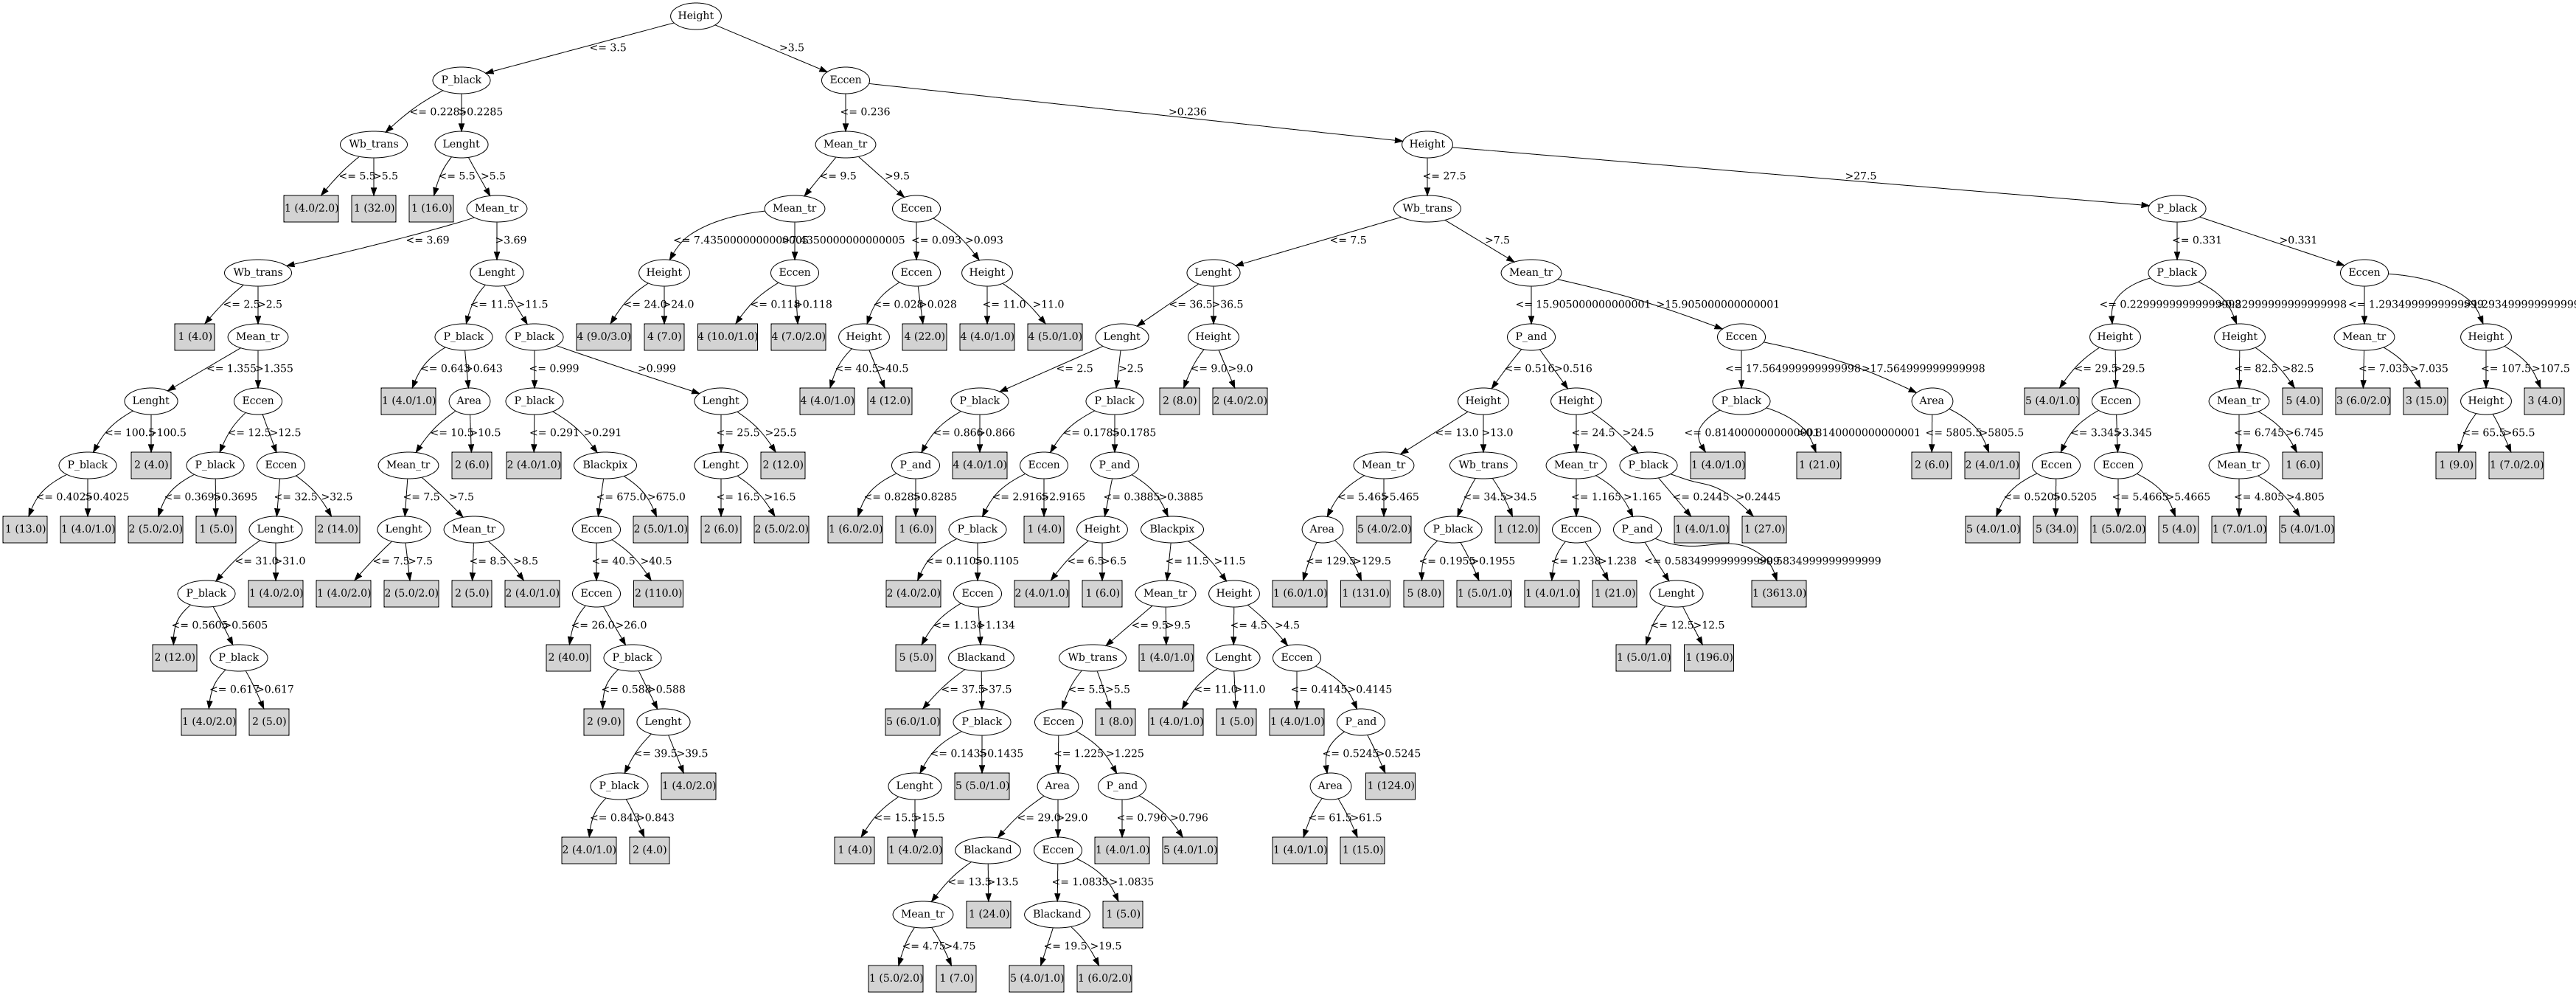 Height
<= 3.5 >3.5
P_black Eccen
<= 0.2285 >0.2285 <= 0.236 >0.236
Wb_trans Lenght Mean_tr Height
<= 5.5 >5.5 <= 5.5 >5.5 <= 9.5 >9.5 <= 27.5 >27.5
1 (4.0/2.0) 1 (32.0) 1 (16.0) Mean_tr Mean_tr Eccen Wb_trans P_black
<= 3.69 >3.69 <= 7.4350000000000005 >7.4350000000000005 <= 0.093 >0.093 <= 7.5 >7.5 <= 0.331 >0.331
Wb_trans Lenght Height Eccen Eccen Height Lenght Mean_tr P_black Eccen
<= 2.5 >2.5 <= 11.5 >11.5 <= 24.0 >24.0 <= 0.118 >0.118 <= 0.028 >0.028 <= 11.0 >11.0 <= 36.5 >36.5 <= 15.905000000000001 >15.905000000000001 <= 0.22999999999999998 >0.22999999999999998 <= 1.2934999999999999 >1.2934999999999999
1 (4.0) Mean_tr P_black P_black 4 (9.0/3.0) 4 (7.0) 4 (10.0/1.0) 4 (7.0/2.0) Height 4 (22.0) 4 (4.0/1.0) 4 (5.0/1.0) Lenght Height P_and Eccen Height Height Mean_tr Height
<= 1.355 >1.355 <= 0.643 >0.643 <= 0.999 >0.999 <= 40.5 >40.5 <= 2.5 >2.5 <= 9.0 >9.0 <= 0.516 >0.516 <= 17.564999999999998 >17.564999999999998 <= 29.5 >29.5 <= 82.5 >82.5 <= 7.035 >7.035 <= 107.5 >107.5
Lenght Eccen 1 (4.0/1.0) Area P_black Lenght 4 (4.0/1.0) 4 (12.0) P_black P_black 2 (8.0) 2 (4.0/2.0) Height Height P_black Area 5 (4.0/1.0) Eccen Mean_tr 5 (4.0) 3 (6.0/2.0) 3 (15.0) Height 3 (4.0)
<= 100.5 >100.5 <= 12.5 >12.5 <= 10.5 >10.5 <= 0.291 >0.291 <= 25.5 >25.5 <= 0.866 >0.866 <= 0.1785 >0.1785 <= 13.0 >13.0 <= 24.5 >24.5 <= 0.8140000000000001 >0.8140000000000001 <= 5805.5 >5805.5 <= 3.345 >3.345 <= 6.745 >6.745 <= 65.5 >65.5
P_black 2 (4.0) P_black Eccen Mean_tr 2 (6.0) 2 (4.0/1.0) Blackpix Lenght 2 (12.0) P_and 4 (4.0/1.0) Eccen P_and Mean_tr Wb_trans Mean_tr P_black 1 (4.0/1.0) 1 (21.0) 2 (6.0) 2 (4.0/1.0) Eccen Eccen Mean_tr 1 (6.0) 1 (9.0) 1 (7.0/2.0)
<= 0.4025 >0.4025 <= 0.3695 >0.3695 <= 32.5 >32.5 <= 7.5 >7.5 <= 675.0 >675.0 <= 16.5 >16.5 <= 0.8285 >0.8285 <= 2.9165 >2.9165 <= 0.3885 >0.3885 <= 5.465 >5.465 <= 34.5 >34.5 <= 1.165 >1.165 <= 0.2445 >0.2445 <= 0.5205 >0.5205 <= 5.4665 >5.4665 <= 4.805 >4.805
1 (13.0) 1 (4.0/1.0) 2 (5.0/2.0) 1 (5.0) Lenght 2 (14.0) Lenght Mean_tr Eccen 2 (5.0/1.0) 2 (6.0) 2 (5.0/2.0) 1 (6.0/2.0) 1 (6.0) P_black 1 (4.0) Height Blackpix Area 5 (4.0/2.0) P_black 1 (12.0) Eccen P_and 1 (4.0/1.0) 1 (27.0) 5 (4.0/1.0) 5 (34.0) 1 (5.0/2.0) 5 (4.0) 1 (7.0/1.0) 5 (4.0/1.0)
<= 31.0 >31.0 <= 7.5 >7.5 <= 8.5 >8.5 <= 40.5 >40.5 <= 0.1105 >0.1105 <= 6.5 >6.5 <= 11.5 >11.5 <= 129.5 >129.5 <= 0.1955 >0.1955 <= 1.238 >1.238 <= 0.5834999999999999 >0.5834999999999999
P_black 1 (4.0/2.0) 1 (4.0/2.0) 2 (5.0/2.0) 2 (5.0) 2 (4.0/1.0) Eccen 2 (110.0) 2 (4.0/2.0) Eccen 2 (4.0/1.0) 1 (6.0) Mean_tr Height 1 (6.0/1.0) 1 (131.0) 5 (8.0) 1 (5.0/1.0) 1 (4.0/1.0) 1 (21.0) Lenght 1 (3613.0)
<= 0.5605 >0.5605 <= 26.0 >26.0 <= 1.134 >1.134 <= 9.5 >9.5 <= 4.5 >4.5 <= 12.5 >12.5
2 (12.0) P_black 2 (40.0) P_black 5 (5.0) Blackand Wb_trans 1 (4.0/1.0) Lenght Eccen 1 (5.0/1.0) 1 (196.0)
<= 0.617 >0.617 <= 0.588 >0.588 <= 37.5 >37.5 <= 5.5 >5.5 <= 11.0 >11.0 <= 0.4145 >0.4145
1 (4.0/2.0) 2 (5.0) 2 (9.0) Lenght 5 (6.0/1.0) P_black Eccen 1 (8.0) 1 (4.0/1.0) 1 (5.0) 1 (4.0/1.0) P_and
<= 39.5 >39.5 <= 0.1435 >0.1435 <= 1.225 >1.225 <= 0.5245 >0.5245
P_black 1 (4.0/2.0) Lenght 5 (5.0/1.0) Area P_and Area 1 (124.0)
<= 0.843 >0.843 <= 15.5 >15.5 <= 29.0 >29.0 <= 0.796 >0.796 <= 61.5 >61.5
2 (4.0/1.0) 2 (4.0) 1 (4.0) 1 (4.0/2.0) Blackand Eccen 1 (4.0/1.0) 5 (4.0/1.0) 1 (4.0/1.0) 1 (15.0)
<= 13.5 >13.5 <= 1.0835 >1.0835
Mean_tr 1 (24.0) Blackand 1 (5.0)
<= 4.75 >4.75 <= 19.5 >19.5
1 (5.0/2.0) 1 (7.0) 5 (4.0/1.0) 1 (6.0/2.0)